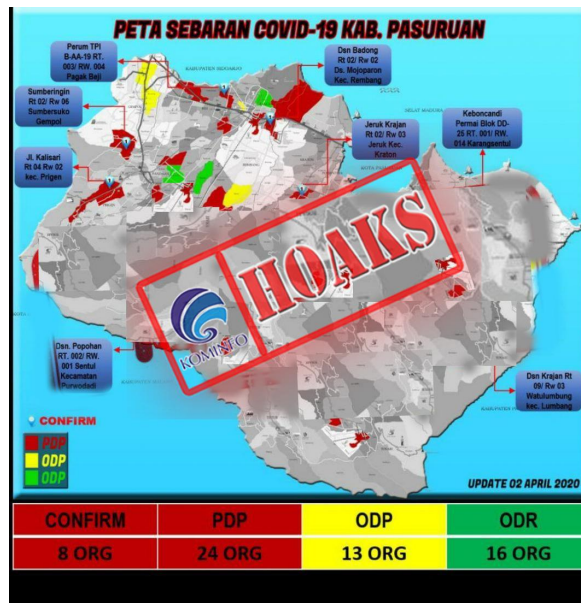 PETA SEBARAN COVID-19 KAB. PASURUAN
Perum TPI
B-AA-19 RT.
003/ RW. 004
Pagak Beji
Dsn Badong
Rt 02/ Rw 02
Ds. Mojoparon
Kec. Rembang
Sumberingin
Rt 02/ Rw 06
Sumbersuko
Gempol
Jeruk Krajan
Rt 02/ Rw 03
Jeruk Kec.
Kraton
Keboncandi
Permai Blok DD-
25 RT. 001/ RW.
014 Karangsentul
Jl. Kalisari
Rt 04 Rw 02
kec. Prigen
HOAKS
KOMINFO
Dsn. Popohan
RT. 002/ RW.
001 Sentul
Kecamatan
Purwodadi
Dsn Krajan Rt
09/ Rw 03
Watulumbung
kec. Lumbang
CONFIRM
PDP
ODP
ODP
UPDATE 02 APRIL 2020
CONFIRM PDP ODP ODR
8 ORG 24 ORG 13 ORG 16 ORG